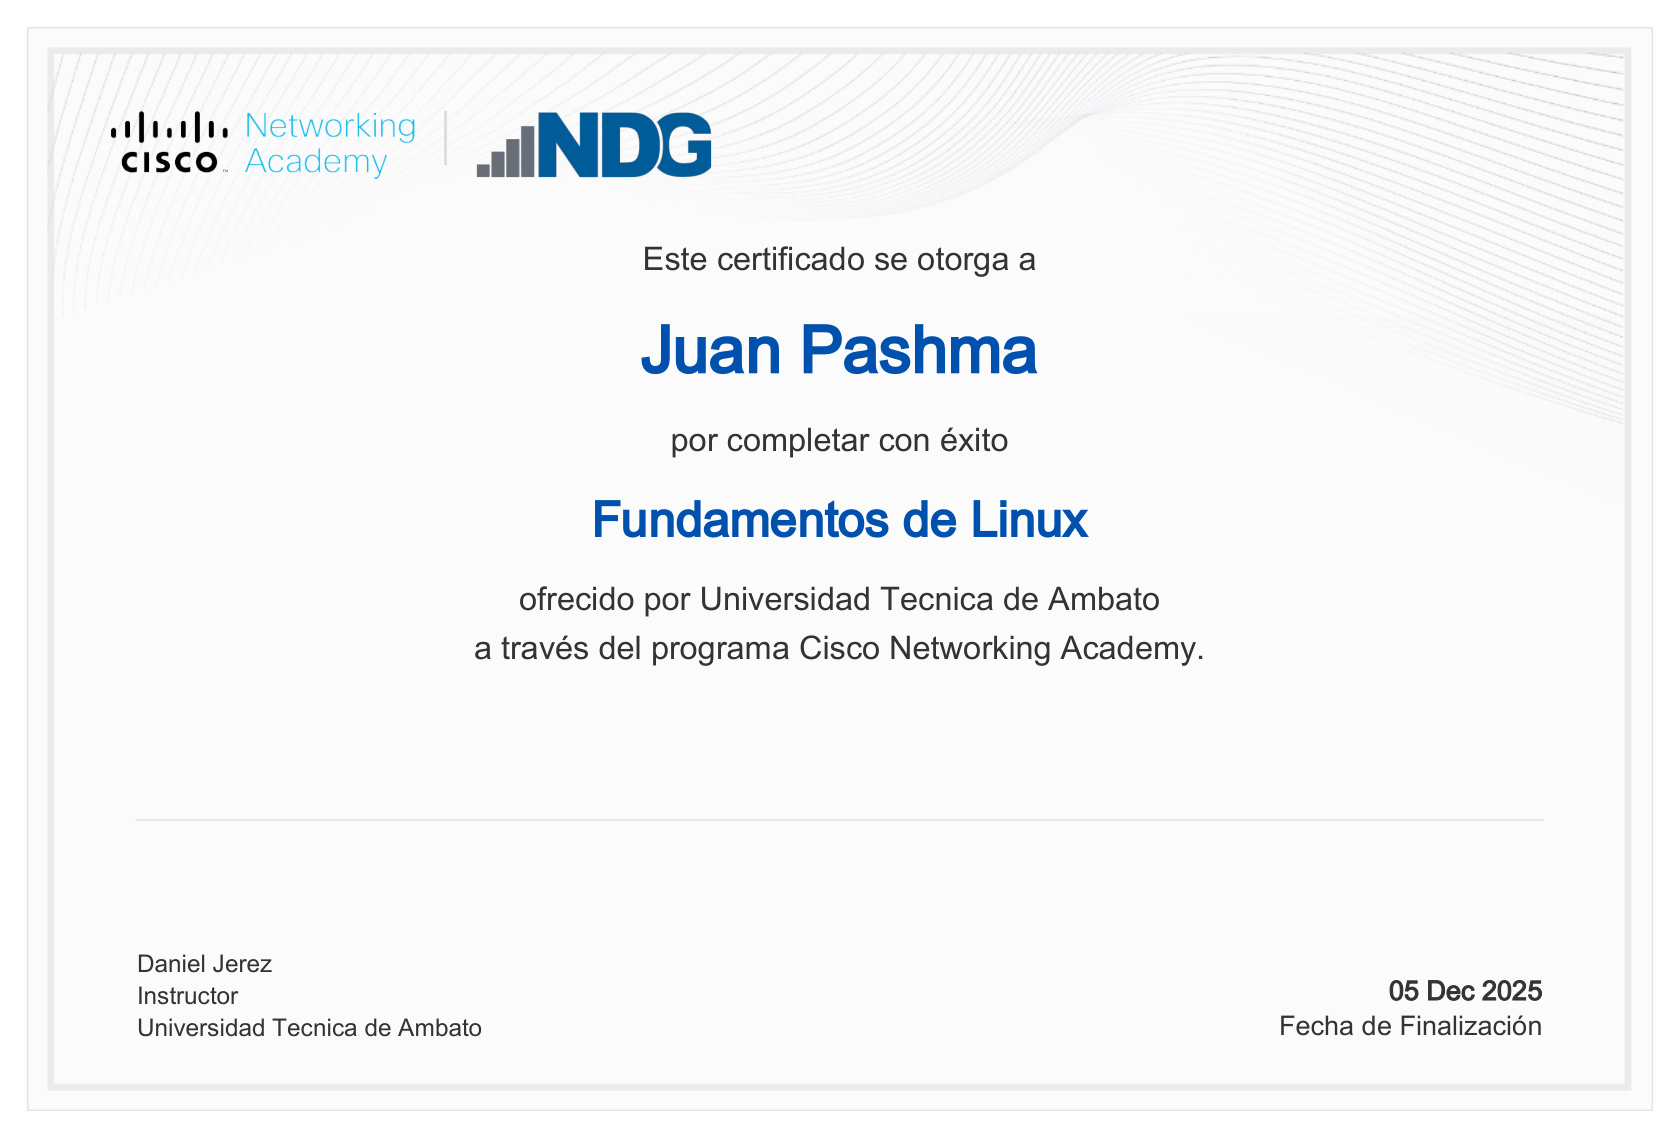 CISCO™ Networking Academy
NDG
Este certificado se otorga a
Juan Pashma
por completar con éxito
Fundamentos de Linux
ofrecido por Universidad Tecnica de Ambato
a través del programa Cisco Networking Academy.
Daniel Jerez
Instructor
Universidad Tecnica de Ambato
05 Dec 2025
Fecha de Finalización